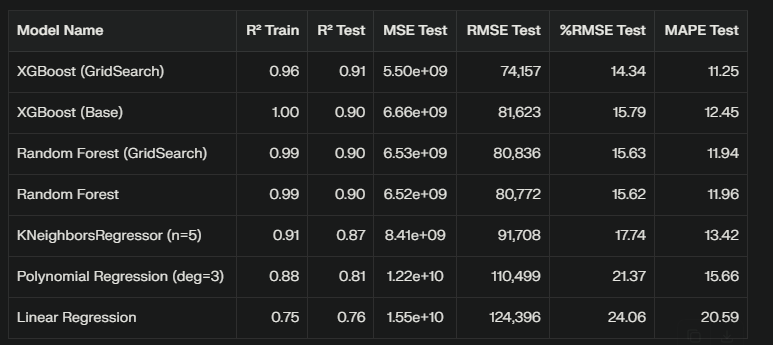 Model Name R² Train R² Test MSE Test RMSE Test %RMSE Test MAPE Test
XGBoost (GridSearch) 0.96 0.91 5.50e+09 74,157 14.34 11.25
XGBoost (Base) 1.00 0.90 6.66e+09 81,623 15.79 12.45
Random Forest (GridSearch) 0.99 0.90 6.53e+09 80,836 15.63 11.94
Random Forest 0.99 0.90 6.52e+09 80,772 15.62 11.96
KNeighborsRegressor (n=5) 0.91 0.87 8.41e+09 91,708 17.74 13.42
Polynomial Regression (deg=3) 0.88 0.81 1.22e+10 110,499 21.37 15.66
Linear Regression 0.75 0.76 1.55e+10 124,396 24.06 20.59